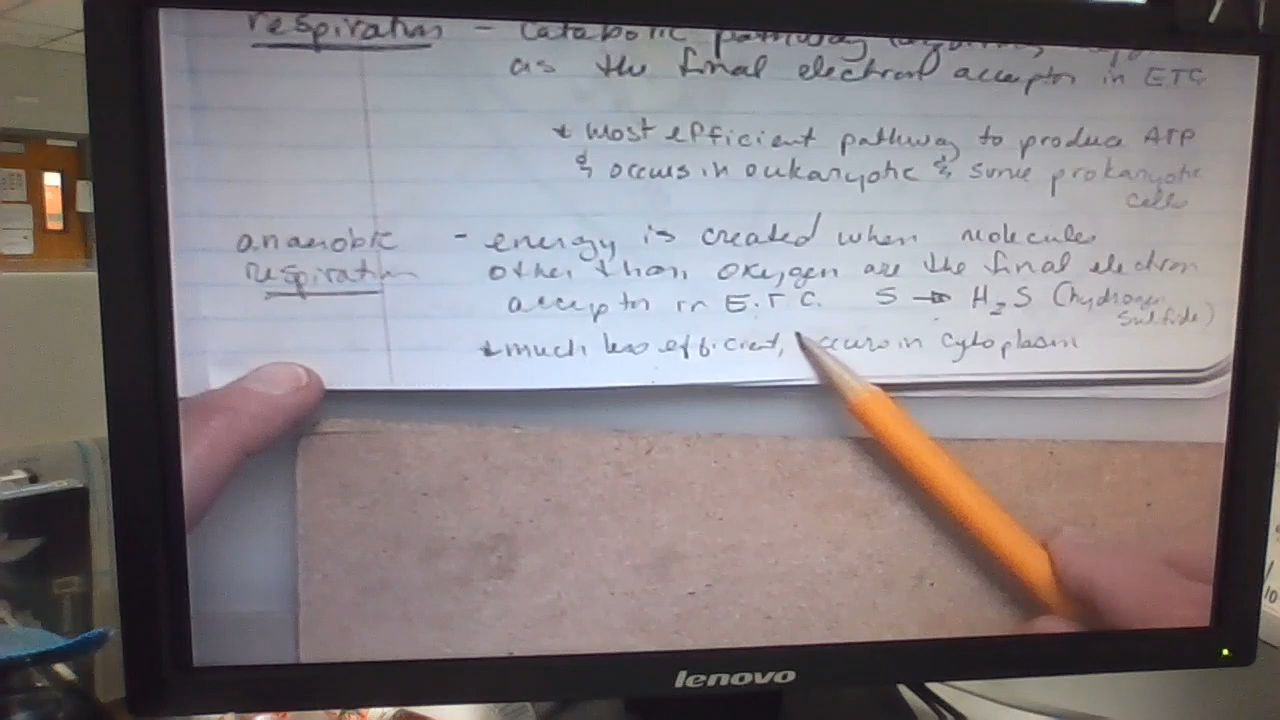 respiration - catabolic pathway
as the final electron acceptor in ETC
* most efficient pathway to produce ATP
& occurs in eukaryotic & some prokaryotic
cells
anaerobic - energy is created when molecules
respiration other than oxygen are the final electron
acceptor in E.T.C. S → H2S (hydrogen
sulfide)
* much less efficient, occurs in cytoplasm
lenovo